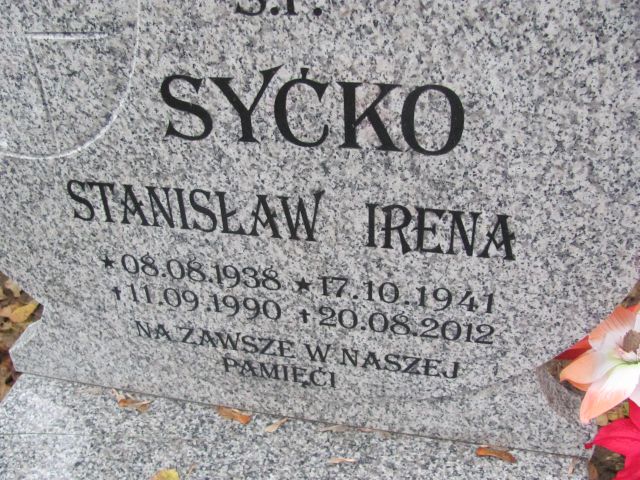 Ś.P.
SYĆKO
STANISŁAW IRENA
★08.08.1938 ★17.10.1941
✝11.09.1990 ✝20.08.2012
NA ZAWSZE W NASZEJ
PAMIĘCI